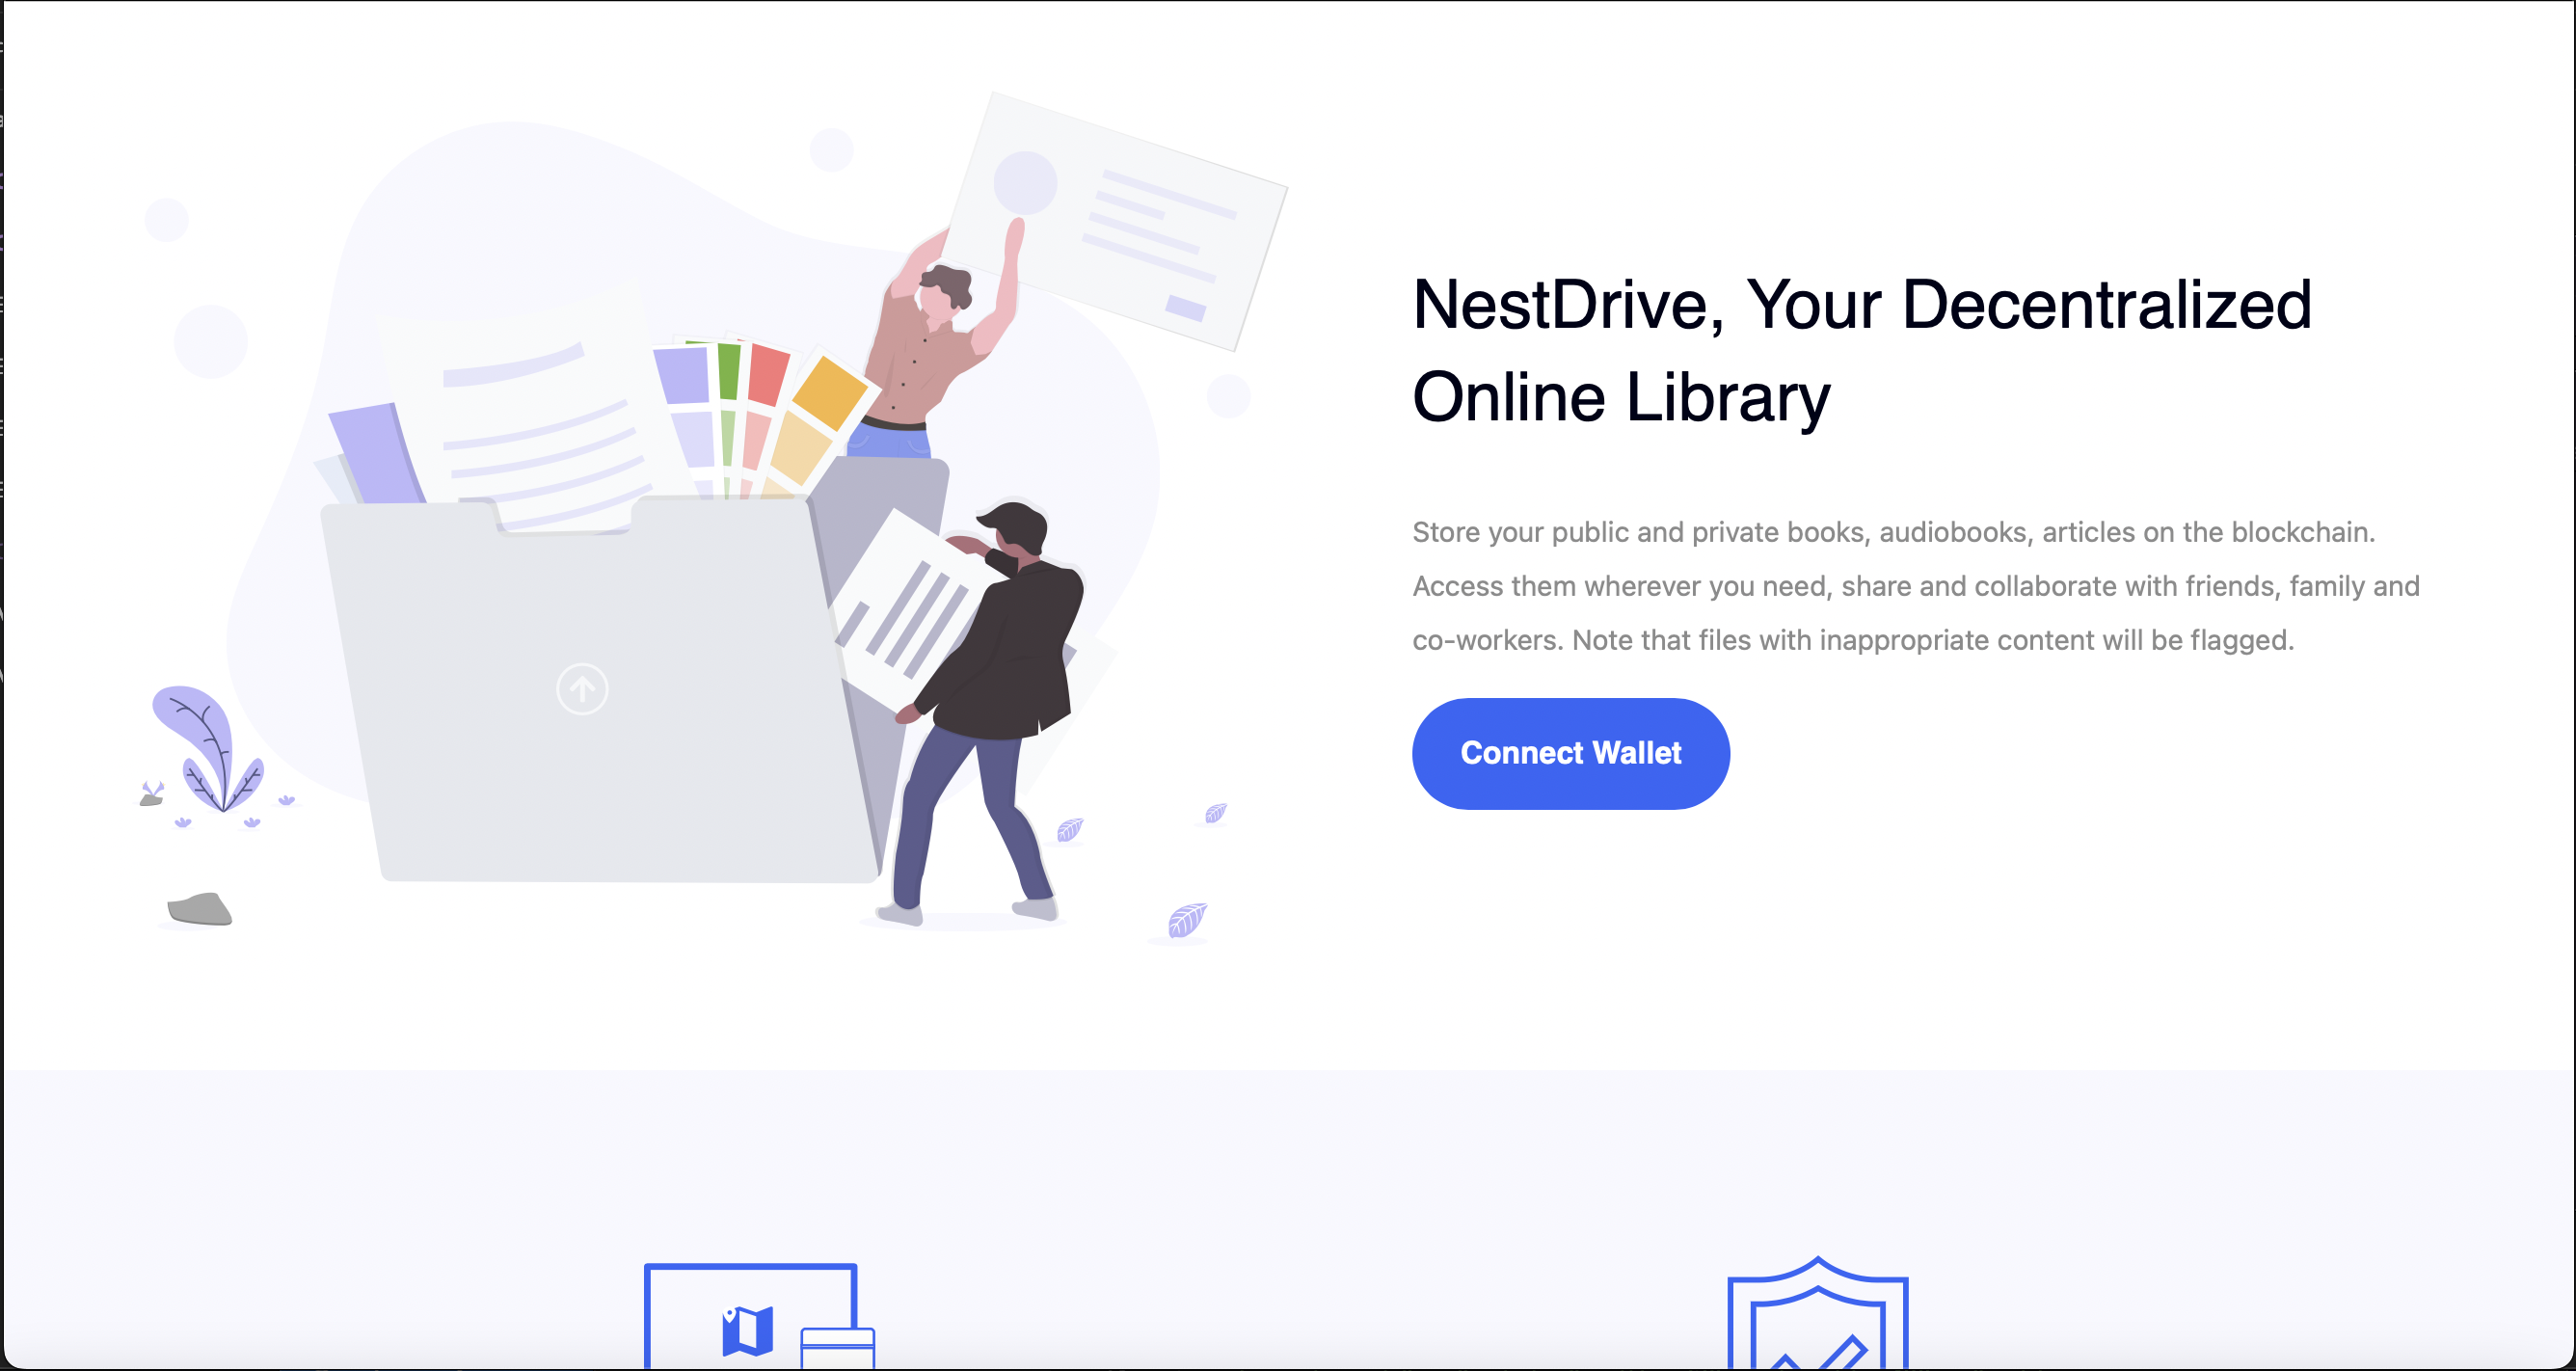 NestDrive, Your Decentralized
Online Library
Store your public and private books, audiobooks, articles on the blockchain.
Access them wherever you need, share and collaborate with friends, family and
co-workers. Note that files with inappropriate content will be flagged.
Connect Wallet